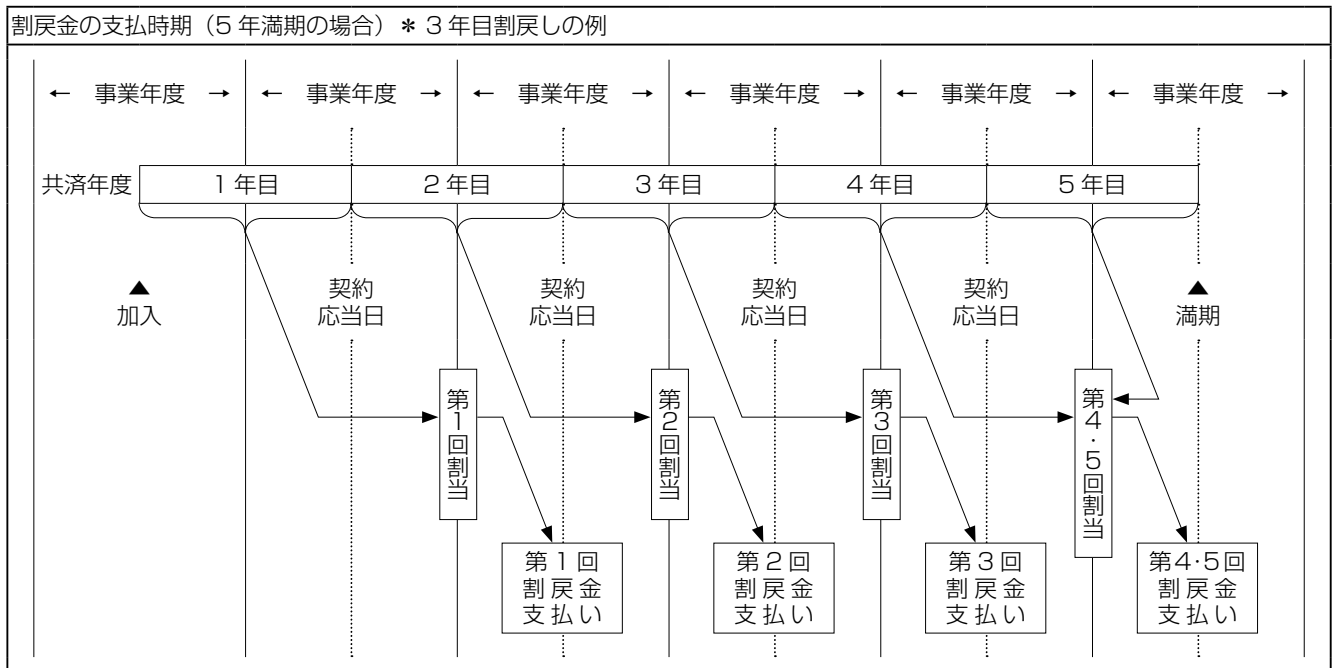 割戻金の支払時期（5年満期の場合）＊3年目割戻しの例
← 事業年度 → ← 事業年度 → ← 事業年度 → ← 事業年度 → ← 事業年度 → ← 事業年度 →
共済年度 1年目 2年目 3年目 4年目 5年目
▲ 契約 契約 契約 契約 ▲
加入 応当日 応当日 応当日 応当日 満期
第1回割当
第2回割当
第3回割当
第4・5回割当
第1回
割戻金
支払い
第2回
割戻金
支払い
第3回
割戻金
支払い
第4・5回
割戻金
支払い